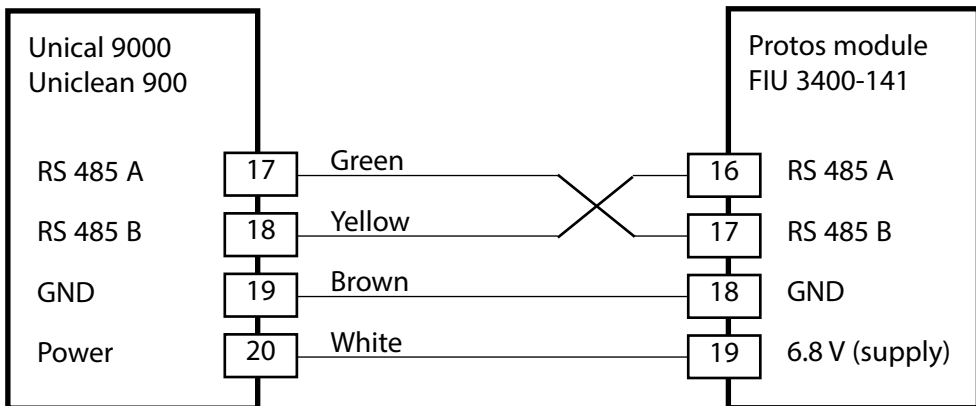 Unical 9000
Uniclean 900
Protos module
FIU 3400-141
RS 485 A 17 Green 16 RS 485 A
RS 485 B 18 Yellow 17 RS 485 B
GND 19 Brown 18 GND
Power 20 White 19 6.8 V (supply)